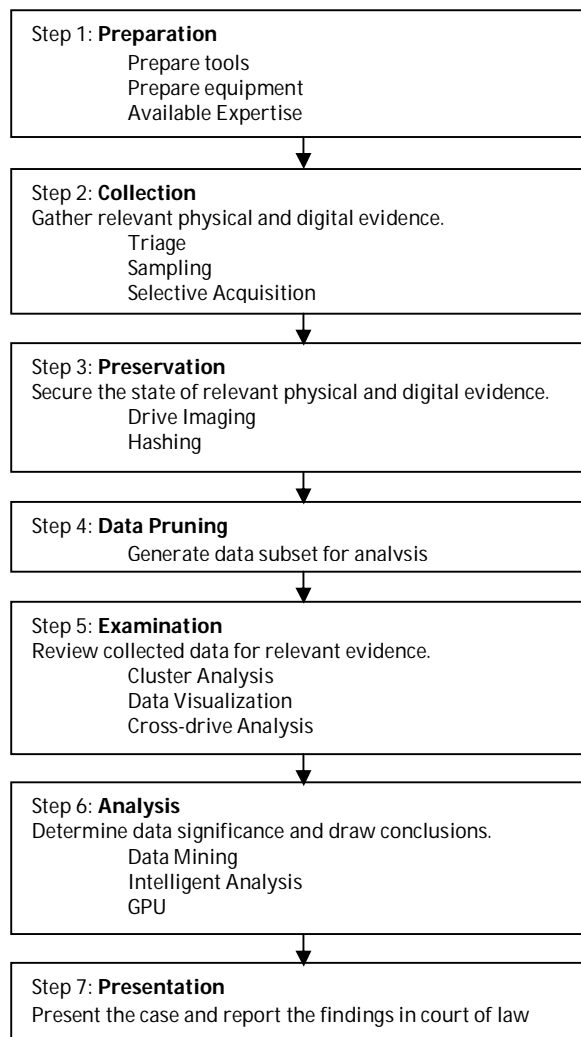 Step 1: Preparation
Prepare tools
Prepare equipment
Available Expertise
Step 2: Collection
Gather relevant physical and digital evidence.
Triage
Sampling
Selective Acquisition
Step 3: Preservation
Secure the state of relevant physical and digital evidence.
Drive Imaging
Hashing
Step 4: Data Pruning
Generate data subset for analysis
Step 5: Examination
Review collected data for relevant evidence.
Cluster Analysis
Data Visualization
Cross-drive Analysis
Step 6: Analysis
Determine data significance and draw conclusions.
Data Mining
Intelligent Analysis
GPU
Step 7: Presentation
Present the case and report the findings in court of law